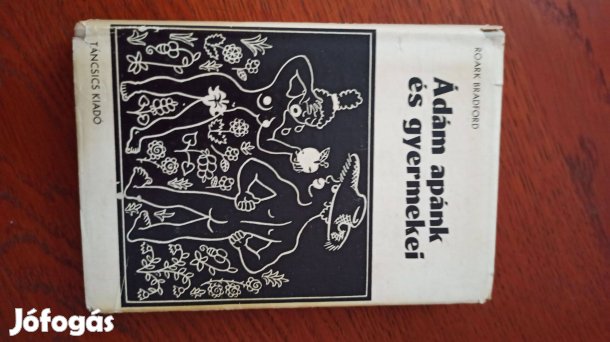 ROARK BRADFORD
Ádám apánk
és gyermekei
TÁNCSICS KIADÓ
Jófogás